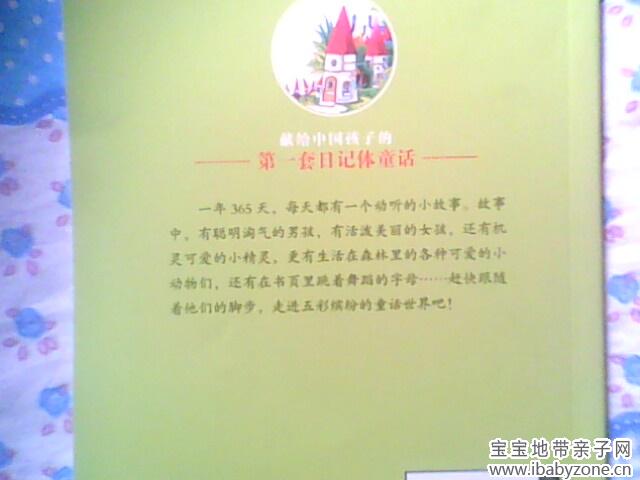 献给中国孩子的
第一套日记体童话
一年365天，每天都有一个动听的小故事。故事
中，有聪明淘气的男孩，有活泼美丽的女孩，还有机
灵可爱的小精灵，更有生活在森林里的各种可爱的小
动物们，还有在书页里跳着舞蹈的字母……赶快跟随
着他们的脚步，走进五彩缤纷的童话世界吧！
宝宝地带亲子网
www.ibabyzone.cn